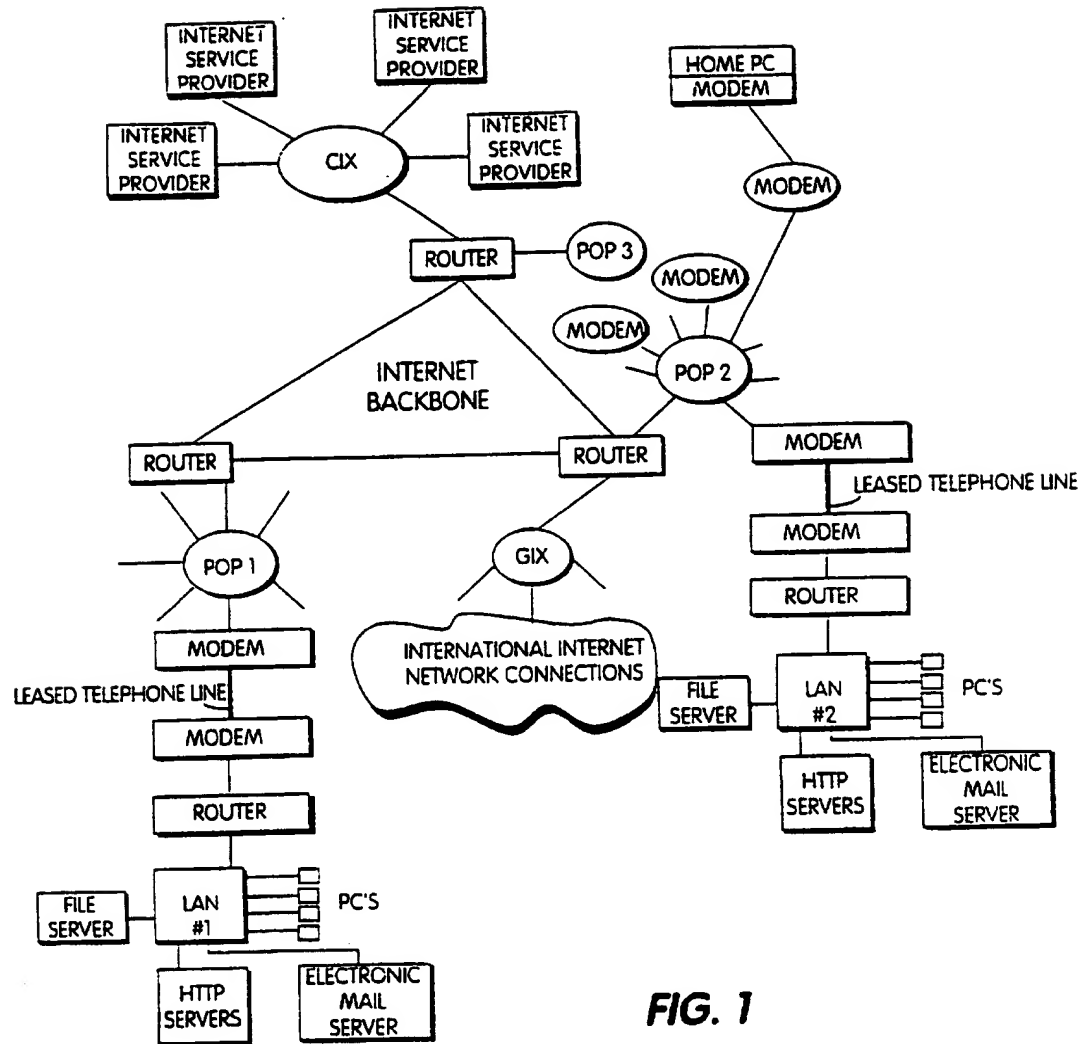 INTERNET
SERVICE
PROVIDER
INTERNET
SERVICE
PROVIDER
HOME PC
MODEM
INTERNET
SERVICE
PROVIDER
CIX
INTERNET
SERVICE
PROVIDER
MODEM
ROUTER
POP 3
MODEM
MODEM
POP 2
INTERNET
BACKBONE
ROUTER
ROUTER
MODEM
LEASED TELEPHONE LINE
MODEM
POP 1
GIX
ROUTER
MODEM
INTERNATIONAL INTERNET
NETWORK CONNECTIONS
LEASED TELEPHONE LINE
FILE
SERVER
LAN
#2
PC'S
MODEM
HTTP
SERVERS
ELECTRONIC
MAIL
SERVER
ROUTER
FILE
SERVER
LAN
#1
PC'S
HTTP
SERVERS
ELECTRONIC
MAIL
SERVER
FIG. 1